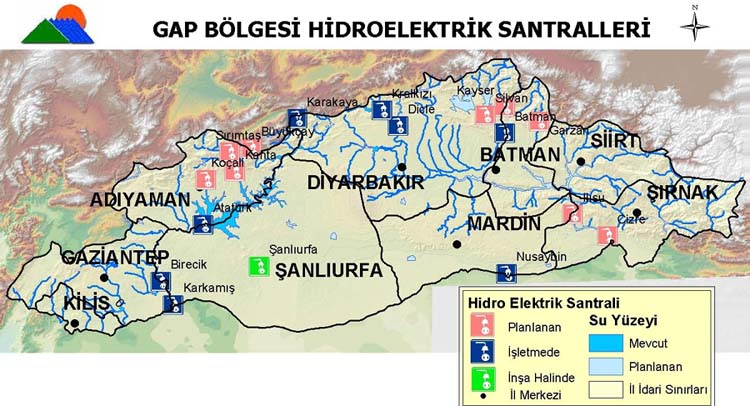 GAP BÖLGESİ HİDROELEKTRİK SANTRALLERİ
N
Karakaya
Kralkızı
Dicle
Kayser
Silvan
Batman
Garzan
Sırımtaş
Büyükçay
Koçali
Kahta
SİİRT
BATMAN
DİYARBAKIR
ŞIRNAK
ADIYAMAN
Atatürk
MARDİN
Ilısu
Cizre
GAZİANTEP
Birecik
Şanlıurfa
ŞANLIURFA
Nusaybin
Karkamış
KİLİS
Hidro Elektrik Santrali
Planlanan
İşletmede
İnşa Halinde
İl Merkezi
Su Yüzeyi
Mevcut
Planlanan
İl İdari Sınırları